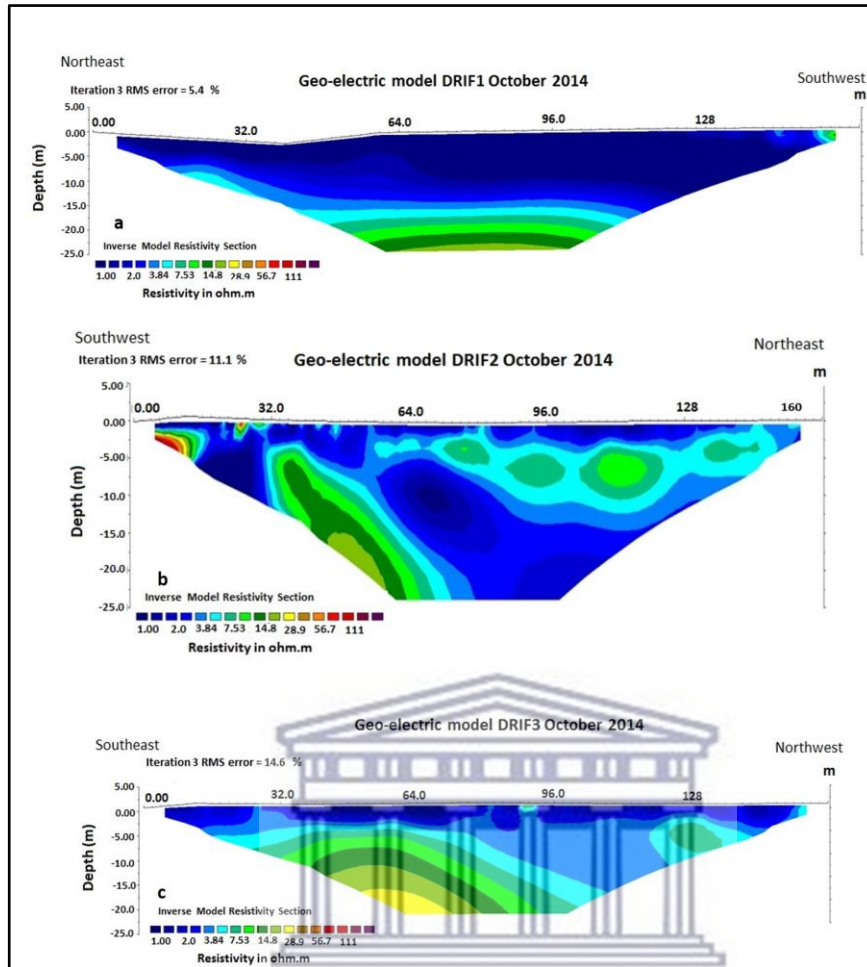 Northeast
Geo-electric model DRIF1 October 2014
Southwest
Iteration 3 RMS error = 5.4 %
m
5.00
0.00
-5.00
-10.0
-15.0
-20.0
-25.0
Depth (m)
0.00 32.0 64.0 96.0 128
a
Inverse Model Resistivity Section
1.00 2.0 3.84 7.53 14.8 28.9 56.7 111
Resistivity in ohm.m
Southwest
Northeast
Iteration 3 RMS error = 11.1 %
Geo-electric model DRIF2 October 2014
m
5.00
0.00
-5.00
-10.0
-15.0
-20.0
-25.0
Depth (m)
0.00 32.0 64.0 96.0 128 160
b
Inverse Model Resistivity Section
1.00 2.0 3.84 7.53 14.8 28.9 56.7 111
Resistivity in ohm.m
Geo-electric model DRIF3 October 2014
Southeast
Northwest
Iteration 3 RMS error = 14.6 %
m
5.00
0.00
-5.00
-10.0
-15.0
-20.0
-25.0
Depth (m)
0.00 32.0 64.0 96.0 128
c
Inverse Model Resistivity Section
1.00 2.0 3.84 7.53 14.8 28.9 56.7 111
Resistivity in ohm.m